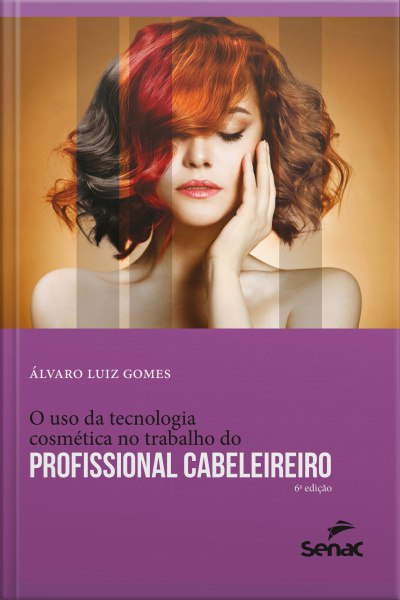 ÁLVARO LUIZ GOMES
O uso da tecnologia
cosmética no trabalho do
PROFISSIONAL CABELEIREIRO
6ª edição
Senac